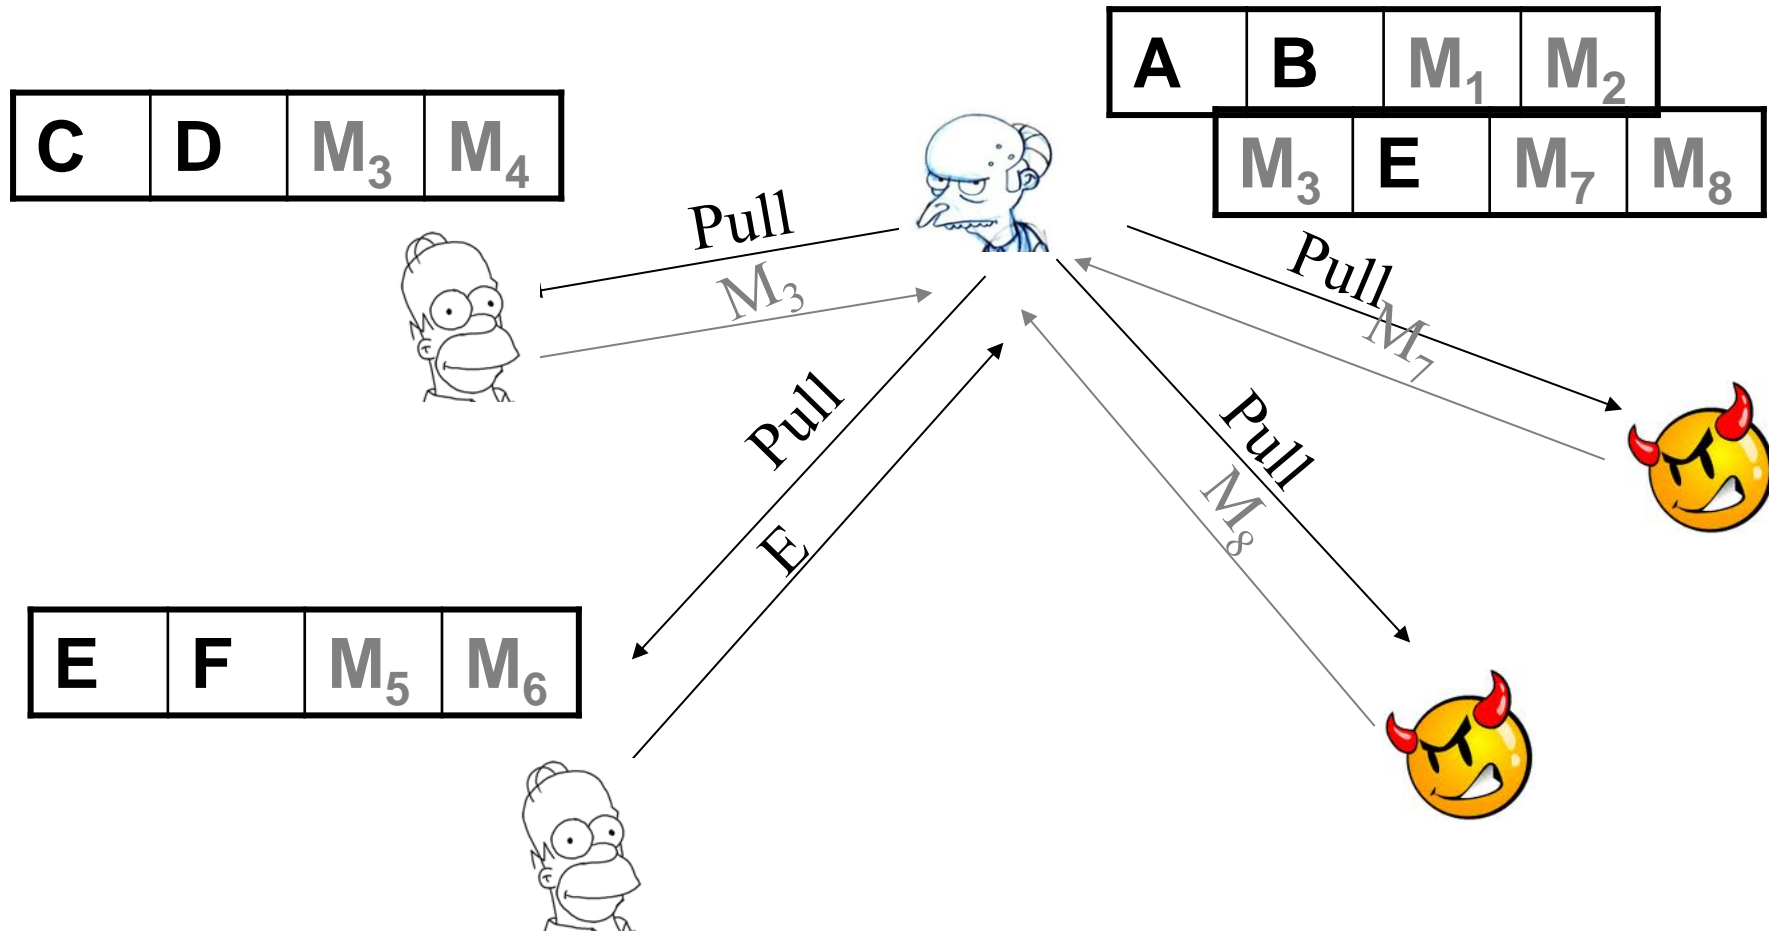 A B M₁ M₂
C D M₃ M₄
M₃ E M₇ M₈
Pull
M₃
Pull
M₇
Pull
E
Pull
M₈
E F M₅ M₆